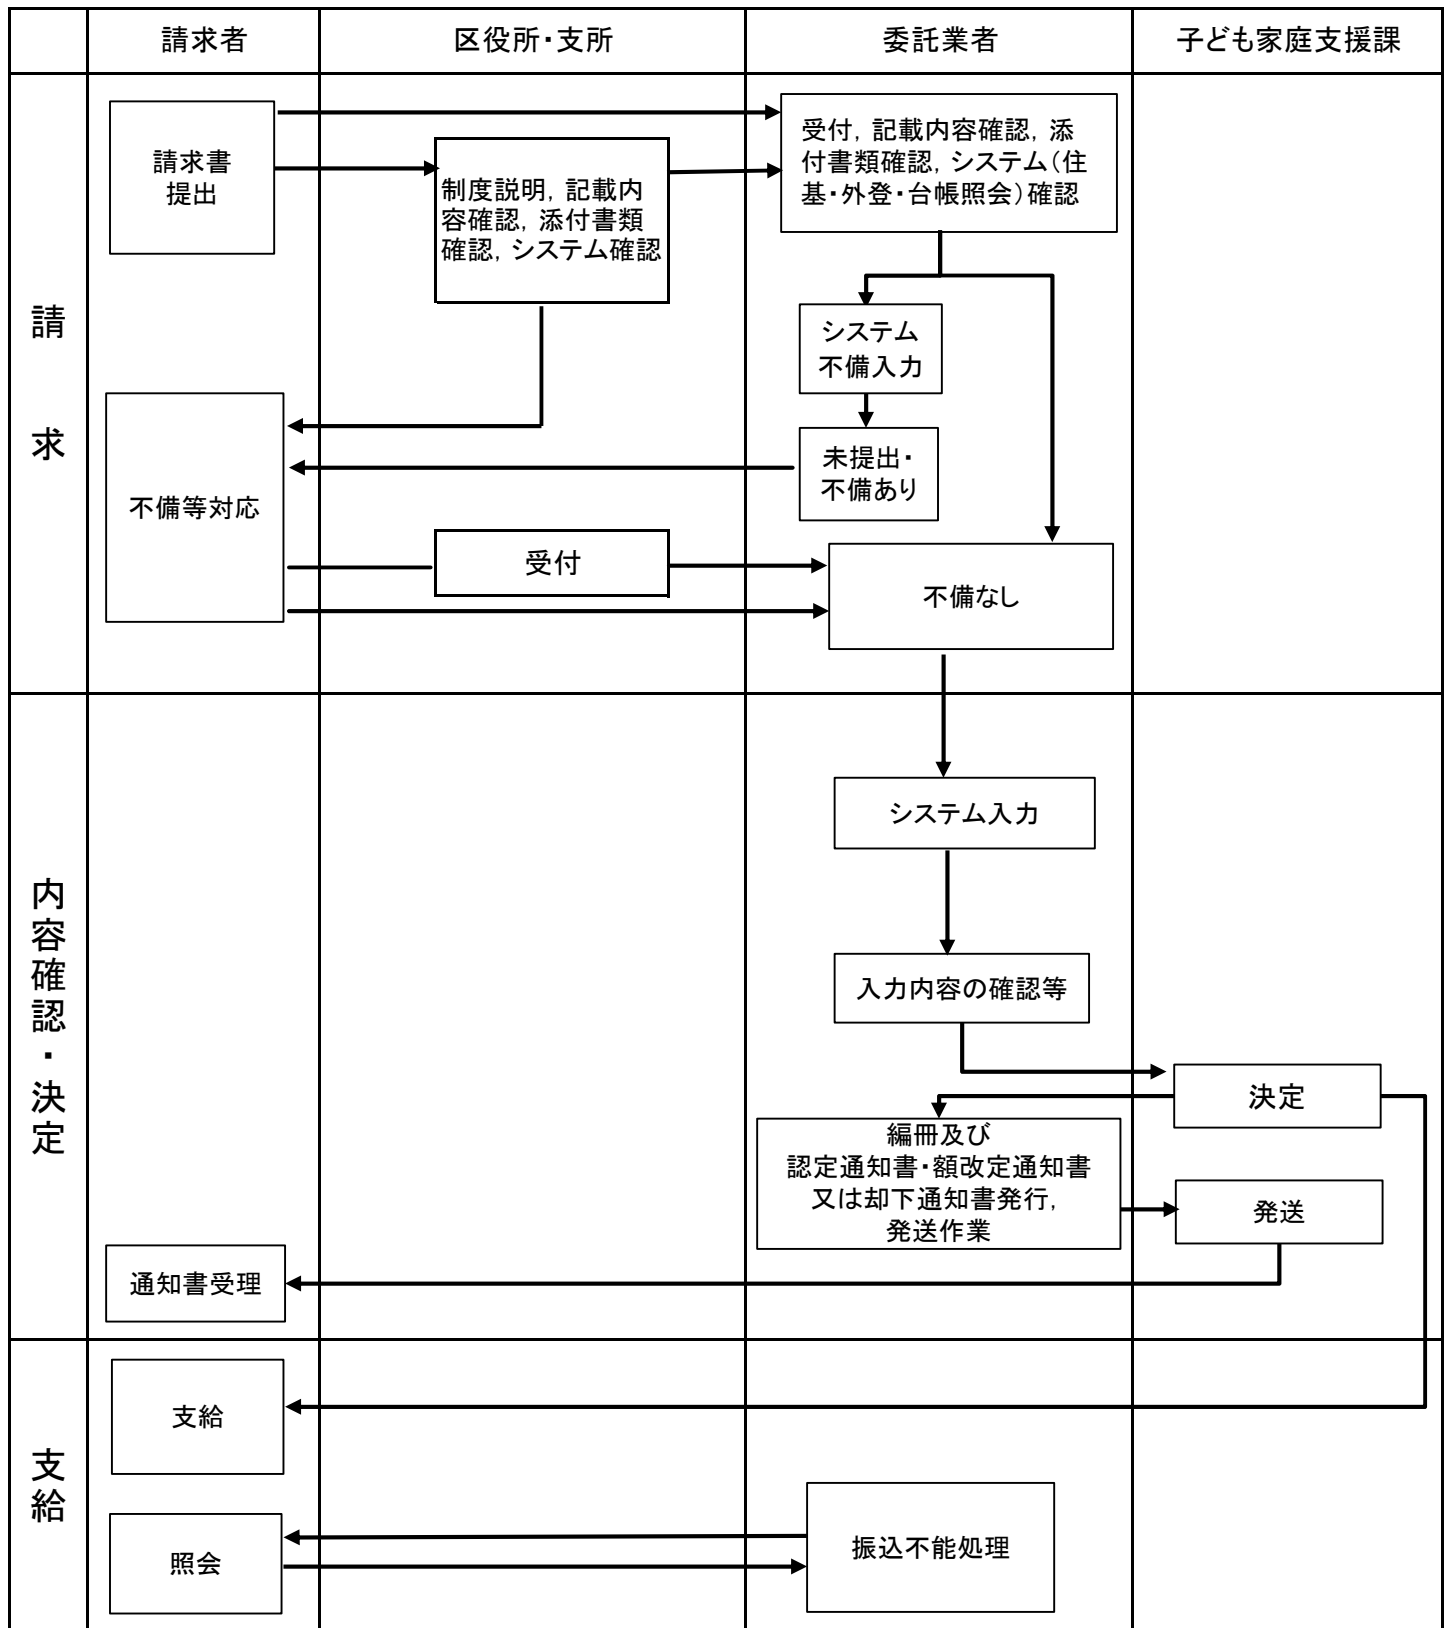 請求者
区役所・支所
委託業者
子ども家庭支援課
請求
請求書
提出
制度説明，記載内
容確認，添付書類
確認，システム確認
受付，記載内容確認，添
付書類確認，システム（住
基・外登・台帳照会）確認
システム
不備入力
未提出・
不備あり
不備等対応
受付
不備なし
内容確認・決定
システム入力
入力内容の確認等
決定
編冊及び
認定通知書・額改定通知書
又は却下通知書発行，
発送作業
発送
通知書受理
支給
支給
照会
振込不能処理